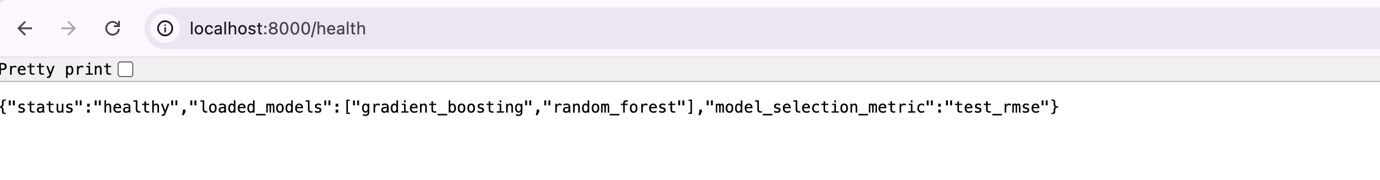 localhost:8000/health
Pretty print
{"status":"healthy","loaded_models":["gradient_boosting","random_forest"],"model_selection_metric":"test_rmse"}